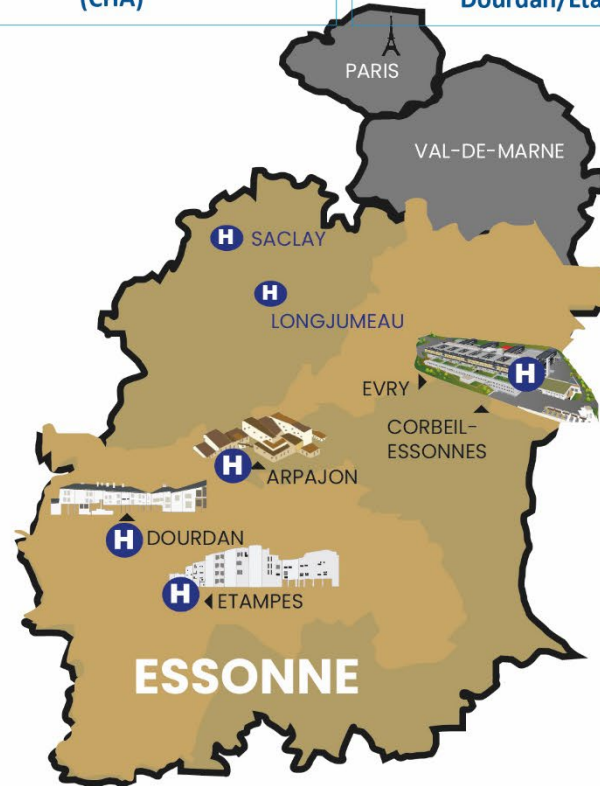 (CHA)
Dourdan/Eta
PARIS
VAL-DE-MARNE
H SACLAY
H
LONGJUMEAU
H
EVRY
CORBEIL-
ESSONNES
H
ARPAJON
H DOURDAN
H
ETAMPES
ESSONNE